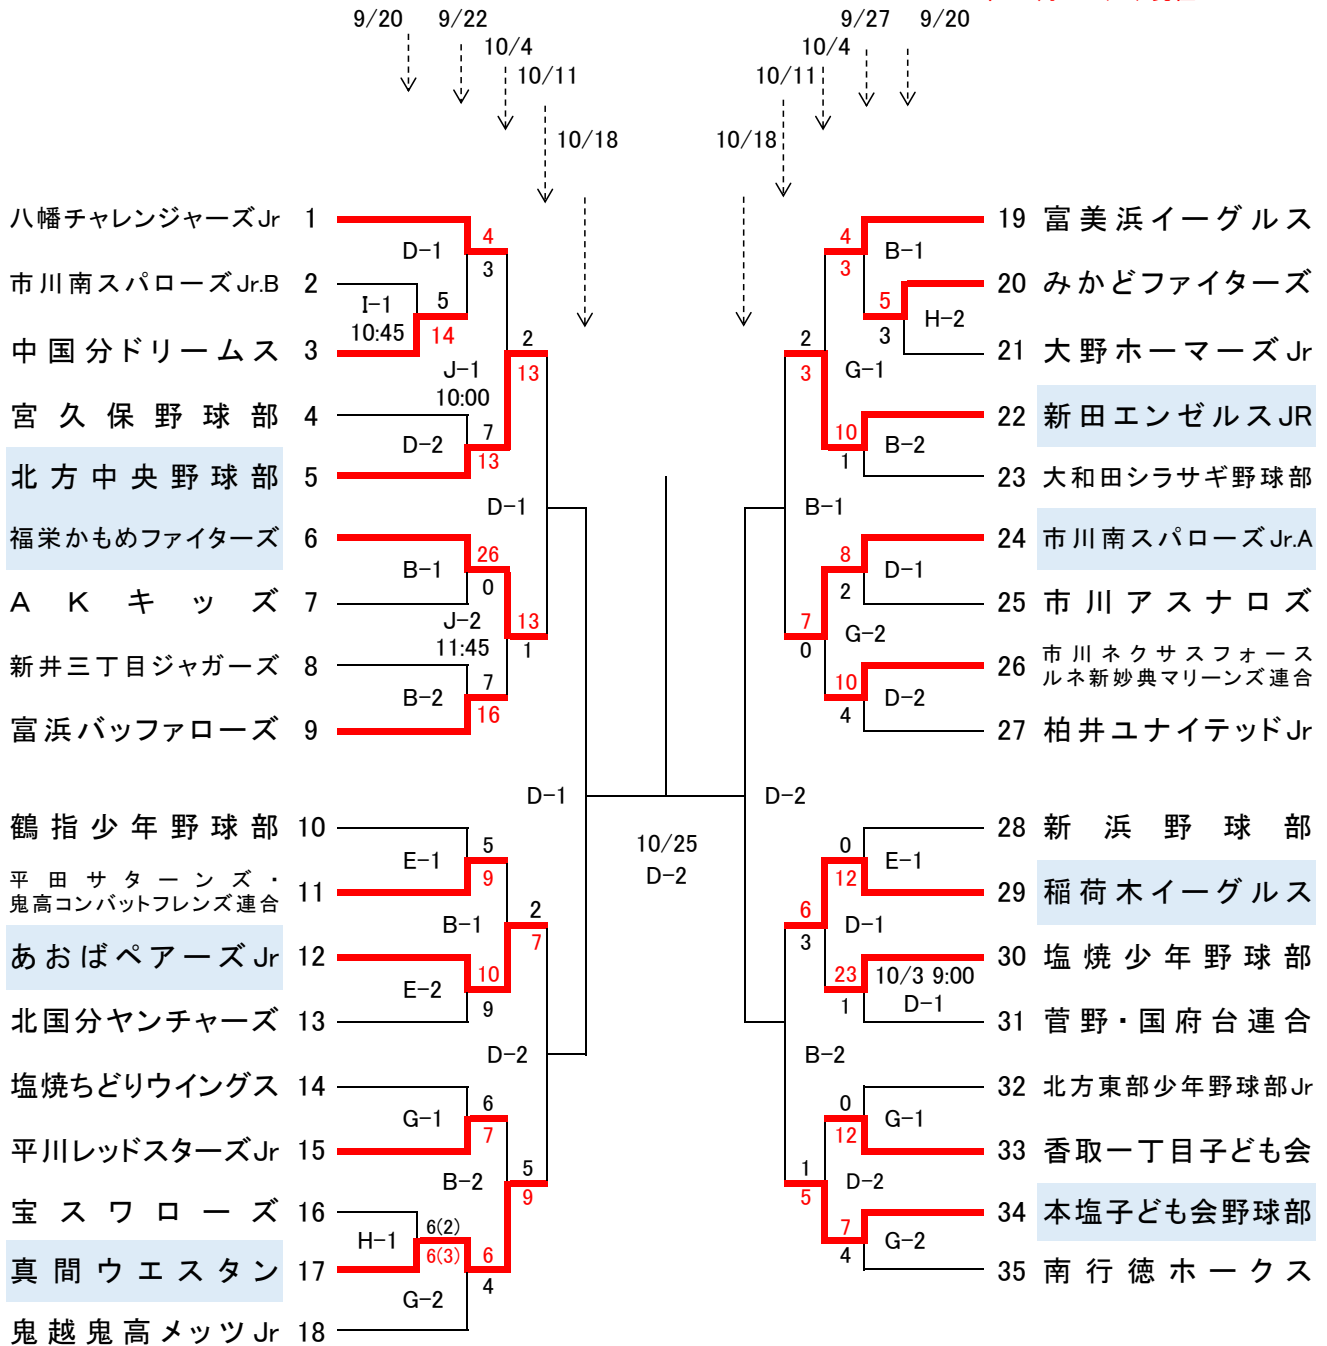 9/20 9/22 9/27 9/20
10/4 10/4
10/11 10/11
10/18 10/18
八幡チャレンジャーズJr 1
D-1 4
3
市川南スパローズJr.B 2
I-1 5
10:45 14
中国分ドリームス 3
2
J-1 13
10:00
宮久保野球部 4
D-2 7
13
北方中央野球部 5
D-1
福栄かもめファイターズ 6
B-1 26
0
AKキッズ 7
J-2 13
11:45 1
新井三丁目ジャガーズ 8
B-2 7
16
富浜バッファローズ 9
D-1
鶴指少年野球部 10
E-1 5
9
平田サターンズ・
鬼高コンバットフレンズ連合 11
B-1 2
7
あおばペアーズJr 12
E-2 10
9
北国分ヤンチャーズ 13
D-2
塩焼ちどりウイングス 14
G-1 6
7
平川レッドスターズJr 15
B-2 5
9
宝スワローズ 16
H-1 6(2)
6(3) 6
4
真間ウエスタン 17
G-2
鬼越鬼高メッツJr 18
10/25
D-2
19 富美浜イーグルス
4 B-1
3
20 みかどファイターズ
5 H-2
3
21 大野ホーマーズJr
2
3 G-1
22 新田エンゼルスJR
10 B-2
1
23 大和田シラサギ野球部
B-1
24 市川南スパローズJr.A
8 D-1
2
25 市川アスナロズ
7 G-2
0
26 市川ネクサスフォース
ルネ新妙典マリーンズ連合
10 D-2
4
27 柏井ユナイテッドJr
D-2
28 新浜野球部
0 E-1
12
29 稲荷木イーグルス
6 D-1
3
30 塩焼少年野球部
23 10/3 9:00
1 D-1
31 菅野・国府台連合
B-2
32 北方東部少年野球部Jr
0 G-1
12
33 香取一丁目子ども会
1 D-2
5
34 本塩子ども会野球部
7 G-2
4
35 南行徳ホークス